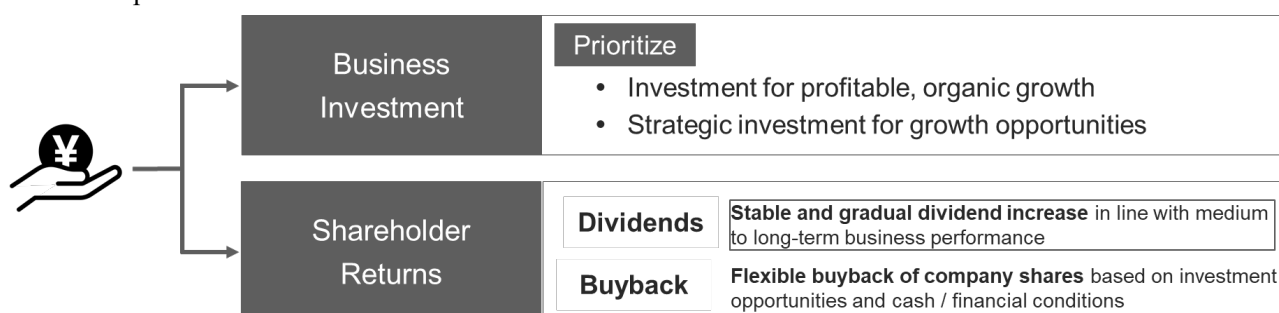 ¥
Business
Investment
Prioritize
• Investment for profitable, organic growth
• Strategic investment for growth opportunities
Shareholder
Returns
Dividends
Stable and gradual dividend increase in line with medium
to long-term business performance
Buyback
Flexible buyback of company shares based on investment
opportunities and cash / financial conditions